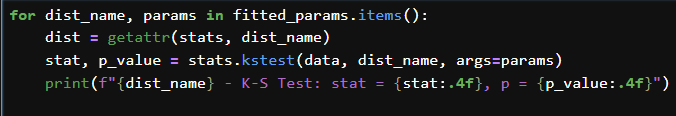 for dist_name, params in fitted_params.items():
    dist = getattr(stats, dist_name)
    stat, p_value = stats.kstest(data, dist_name, args=params)
    print(f"{dist_name} - K-S Test: stat = {stat:.4f}, p = {p_value:.4f}")